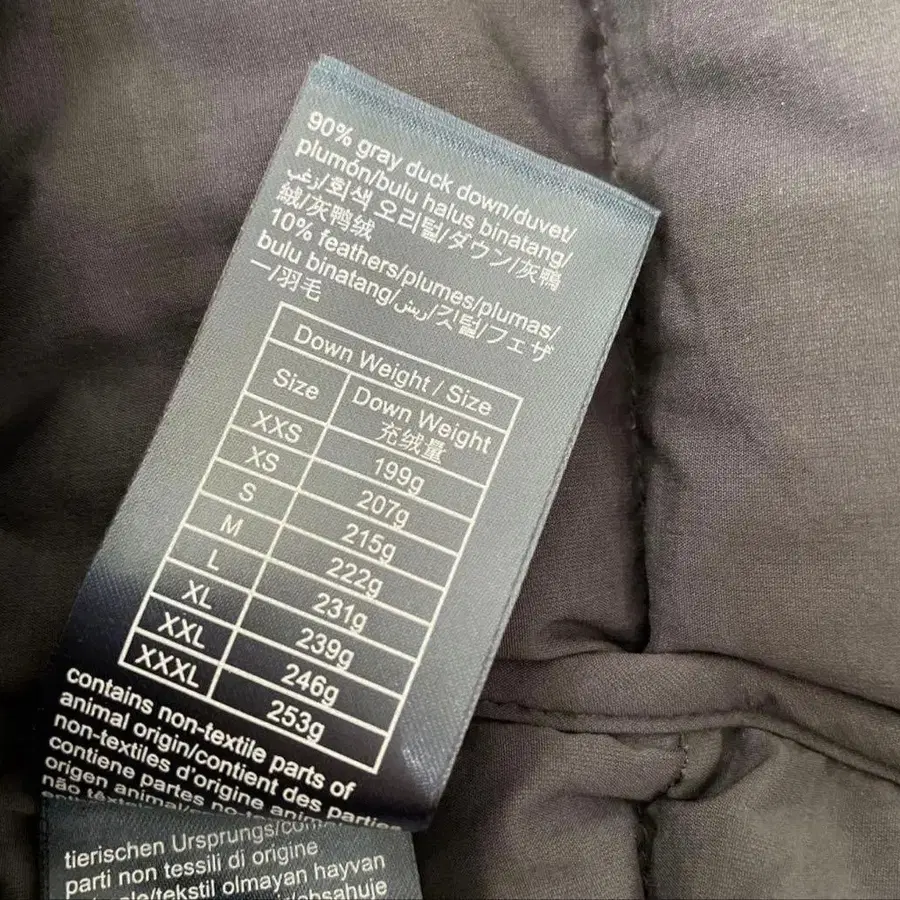 90% gray duck down/duvet/
plumón/bulu halus binatang/
زغب/회색 오리털/ダウン/灰鴨
絨/灰鸭绒
10% feathers/plumes/plumas/
bulu binatang/ريش/깃털/フェザ
ー/羽毛
Down Weight / Size
Size Down Weight 充绒量
XXS 199g
XS 207g
S 215g
M 222g
L 231g
XL 239g
XXL 246g
XXXL 253g
contains non-textile parts of
animal origin/contient des parties
non-textiles d'origine animale/
contiene partes no
origen animal/
não têxteis
tierischen Ursprungs/
parti non tessili di origine
/tekstil olmayan hayvan
/obsahuje